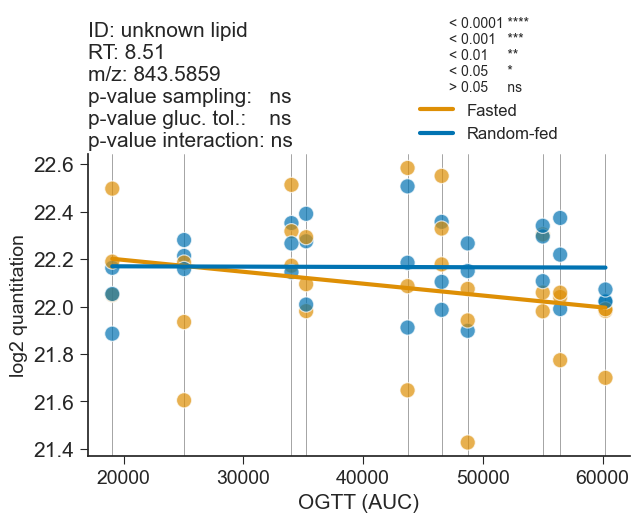 ID: unknown lipid
RT: 8.51
m/z: 843.5859
p-value sampling: ns
p-value gluc. tol.: ns
p-value interaction: ns
< 0.0001 ****
< 0.001 ***
< 0.01 **
< 0.05 *
> 0.05 ns
Fasted
Random-fed
22.6
22.4
22.2
22.0
21.8
21.6
21.4
log2 quantitation
20000 30000 40000 50000 60000
OGTT (AUC)